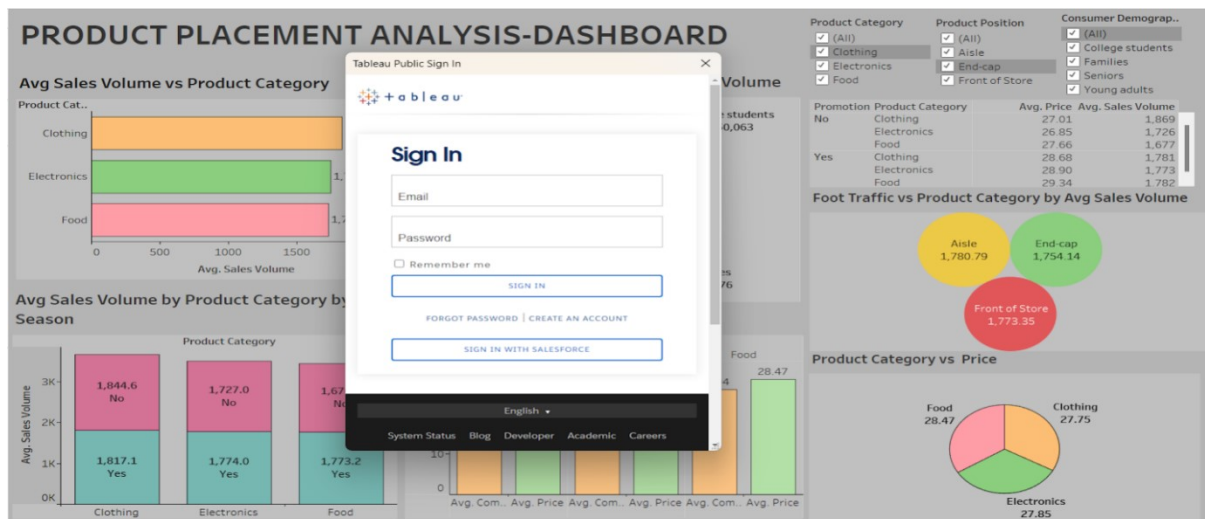 PRODUCT PLACEMENT ANALYSIS-DASHBOARD
Product Category
(All)
Clothing
Electronics
Food
Product Position
(All)
Aisle
End-cap
Front of Store
Consumer Demograp..
(All)
College students
Families
Seniors
Young adults
Avg Sales Volume vs Product Category
Product Cat..
Clothing
Electronics
Food
0 500 1000 1500
Avg. Sales Volume
Tableau Public Sign In
+ a b l e a u
Sign In
Email
Password
Remember me
SIGN IN
FORGOT PASSWORD | CREATE AN ACCOUNT
SIGN IN WITH SALESFORCE
English
System Status Blog Developer Academic Careers
Volume
students
0,063
76
Promotion Product Category Avg. Price Avg. Sales Volume
No Clothing 27.01 1,869
Electronics 26.85 1,726
Food 27.66 1,677
Yes Clothing 28.68 1,781
Electronics 28.90 1,773
Food 29.34 1,782
Foot Traffic vs Product Category by Avg Sales Volume
Aisle
1,780.79
End-cap
1,754.14
Front of Store
1,773.35
Avg Sales Volume by Product Category by
Season
Product Category
Avg. Sales Volume
3K
2K
1K
0K
1,844.6
No
1,727.0
No
No
1,817.1
Yes
1,774.0
Yes
1,773.2
Yes
Clothing Electronics Food
Food
28.47
10
0
Avg. Com.. Avg. Price Avg. Com.. Avg. Price Avg. Com.. Avg. Price
Product Category vs Price
Food
28.47
Clothing
27.75
Electronics
27.85